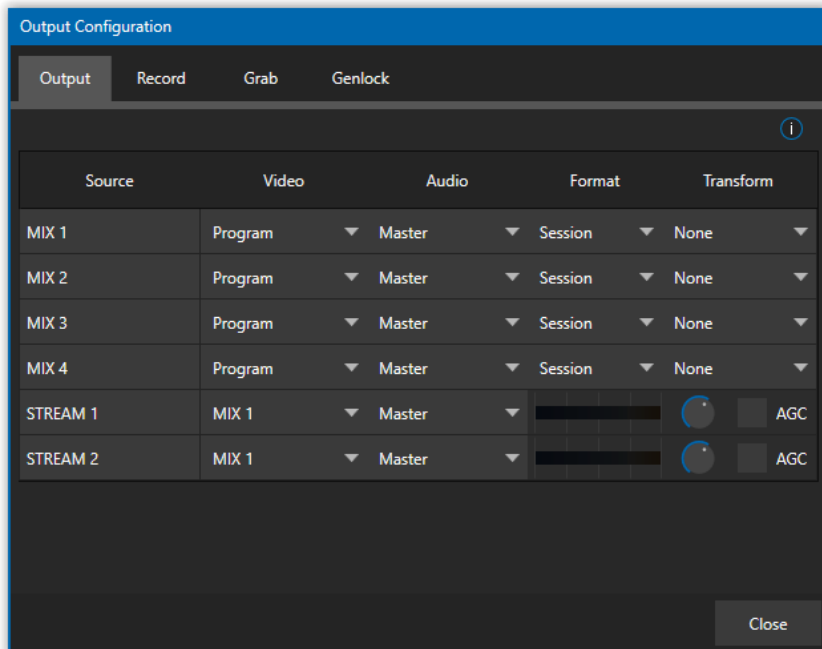 Output Configuration
Output Record Grab Genlock
i
Source Video Audio Format Transform
MIX 1 Program Master Session None
MIX 2 Program Master Session None
MIX 3 Program Master Session None
MIX 4 Program Master Session None
STREAM 1 MIX 1 Master AGC
STREAM 2 MIX 1 Master AGC
Close